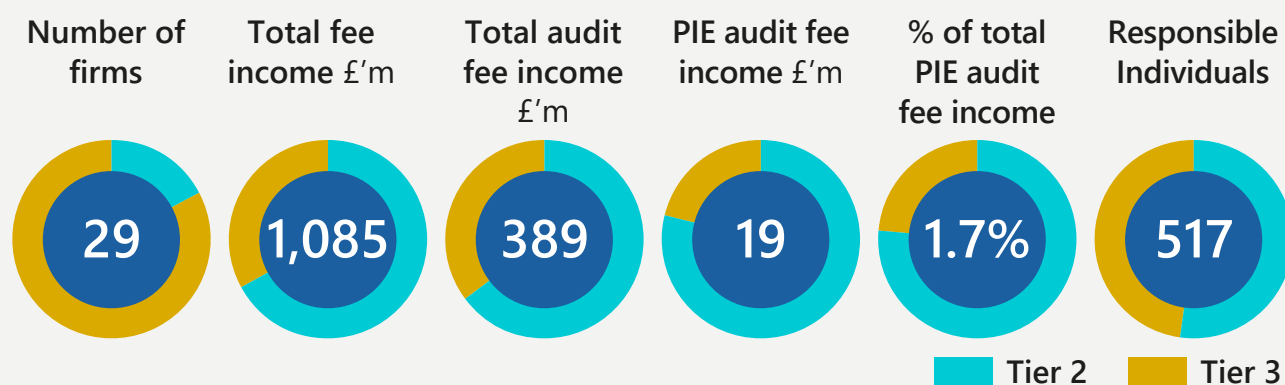 Number of
firms
Total fee
income £'m
Total audit
fee income
£'m
PIE audit fee
income £'m
% of total
PIE audit
fee income
Responsible
Individuals
29
1,085
389
19
1.7%
517
Tier 2
Tier 3